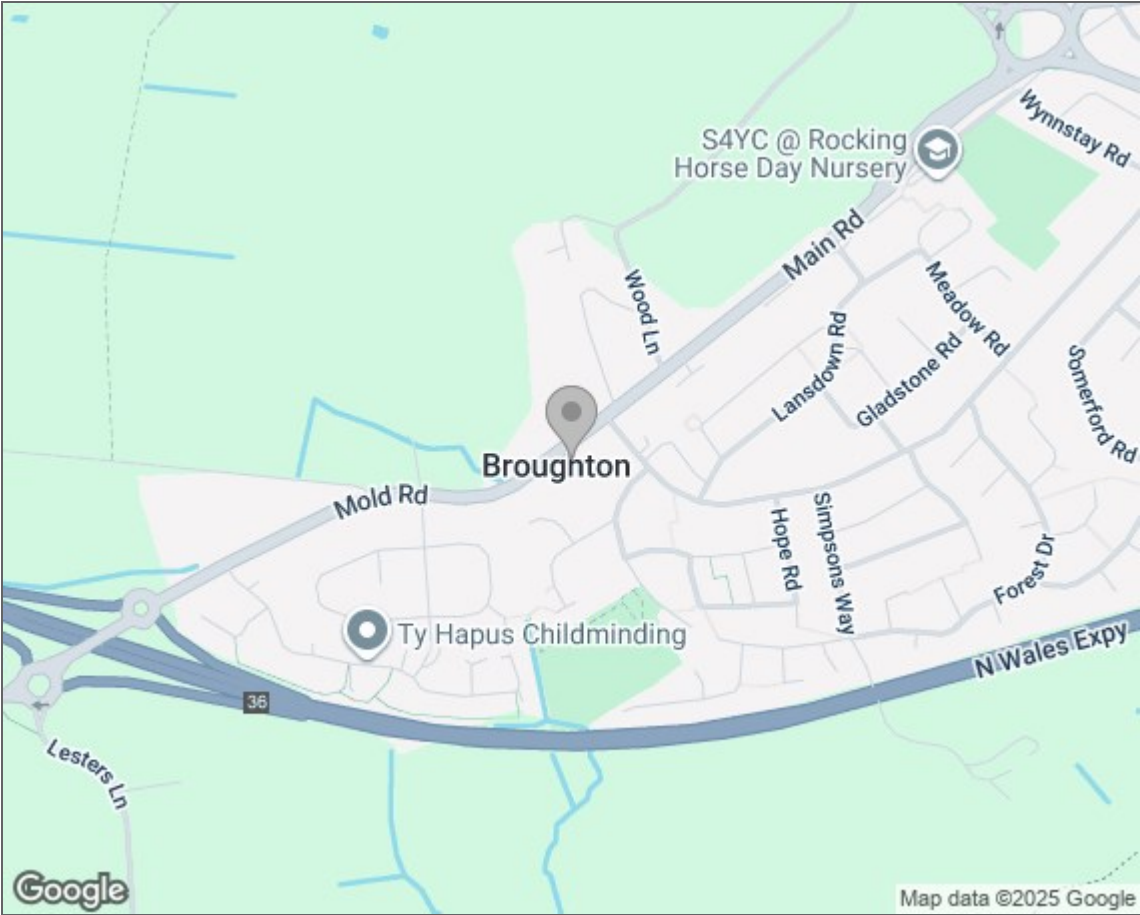 Wynnstay Rd
S4YC @ Rocking
Horse Day Nursery
Main Rd
Wood Ln
Meadow Rd
Lansdown Rd
Gladstone Rd
Somerford Rd
Broughton
Mold Rd
Hope Rd
Simpsons Way
Forest Dr
Ty Hapus Childminding
N Wales Expy
36
Lesters Ln
Google
Map data ©2025 Google